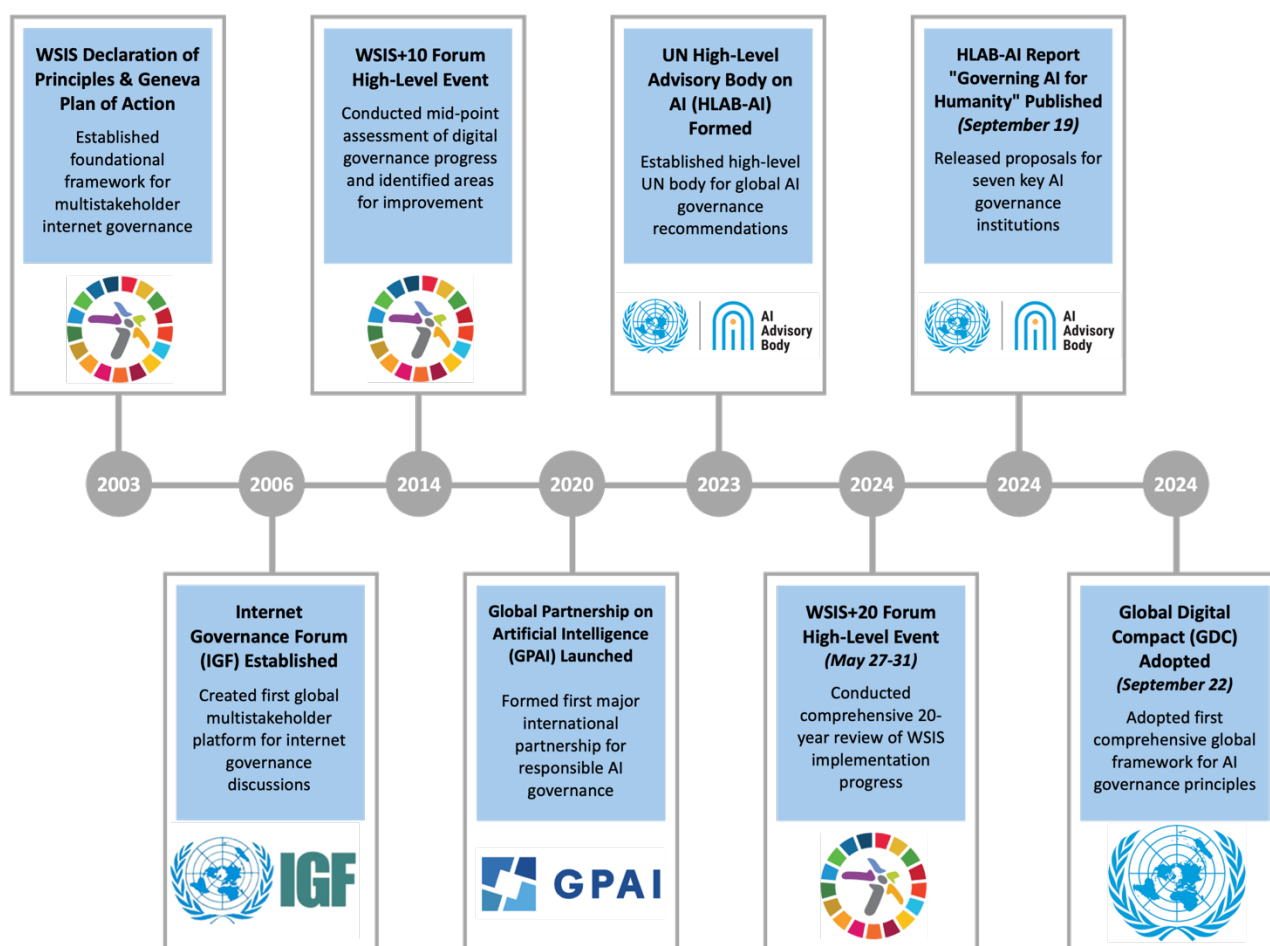 WSIS Declaration of
Principles & Geneva
Plan of Action
Established
foundational
framework for
multistakeholder
internet governance
WSIS+10 Forum
High-Level Event
Conducted mid-point
assessment of digital
governance progress
and identified areas
for improvement
UN High-Level
Advisory Body on
AI (HLAB-AI)
Formed
Established high-level
UN body for global AI
governance
recommendations
AI
Advisory
Body
HLAB-AI Report
"Governing AI for
Humanity" Published
(September 19)
Released proposals for
seven key AI
governance
institutions
AI
Advisory
Body
2003
2006
2014
2020
2023
2024
2024
2024
Internet
Governance Forum
(IGF) Established
Created first global
multistakeholder
platform for internet
governance
discussions
IGF
Global Partnership on
Artificial Intelligence
(GPAI) Launched
Formed first major
international
partnership for
responsible AI
governance
GPAI
WSIS+20 Forum
High-Level Event
(May 27-31)
Conducted
comprehensive 20-
year review of WSIS
implementation
progress
Global Digital
Compact (GDC)
Adopted
(September 22)
Adopted first
comprehensive global
framework for AI
governance principles